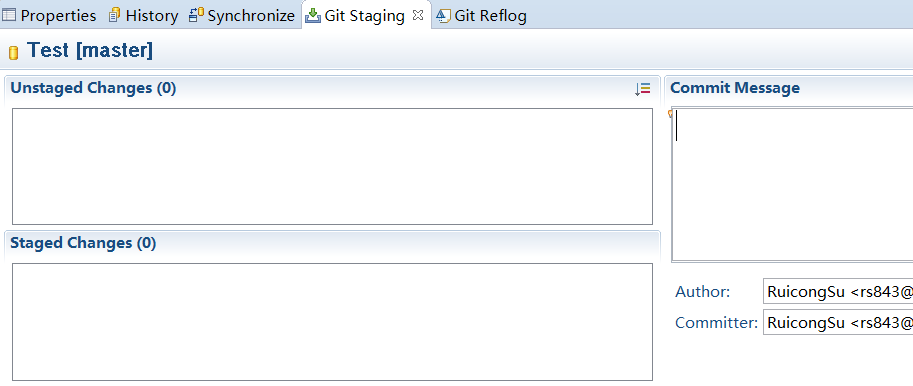 Properties History Synchronize Git Staging Git Reflog
Test [master]
Unstaged Changes (0)
Commit Message
Staged Changes (0)
Author: RuicongSu <rs843@
Committer: RuicongSu <rs843@